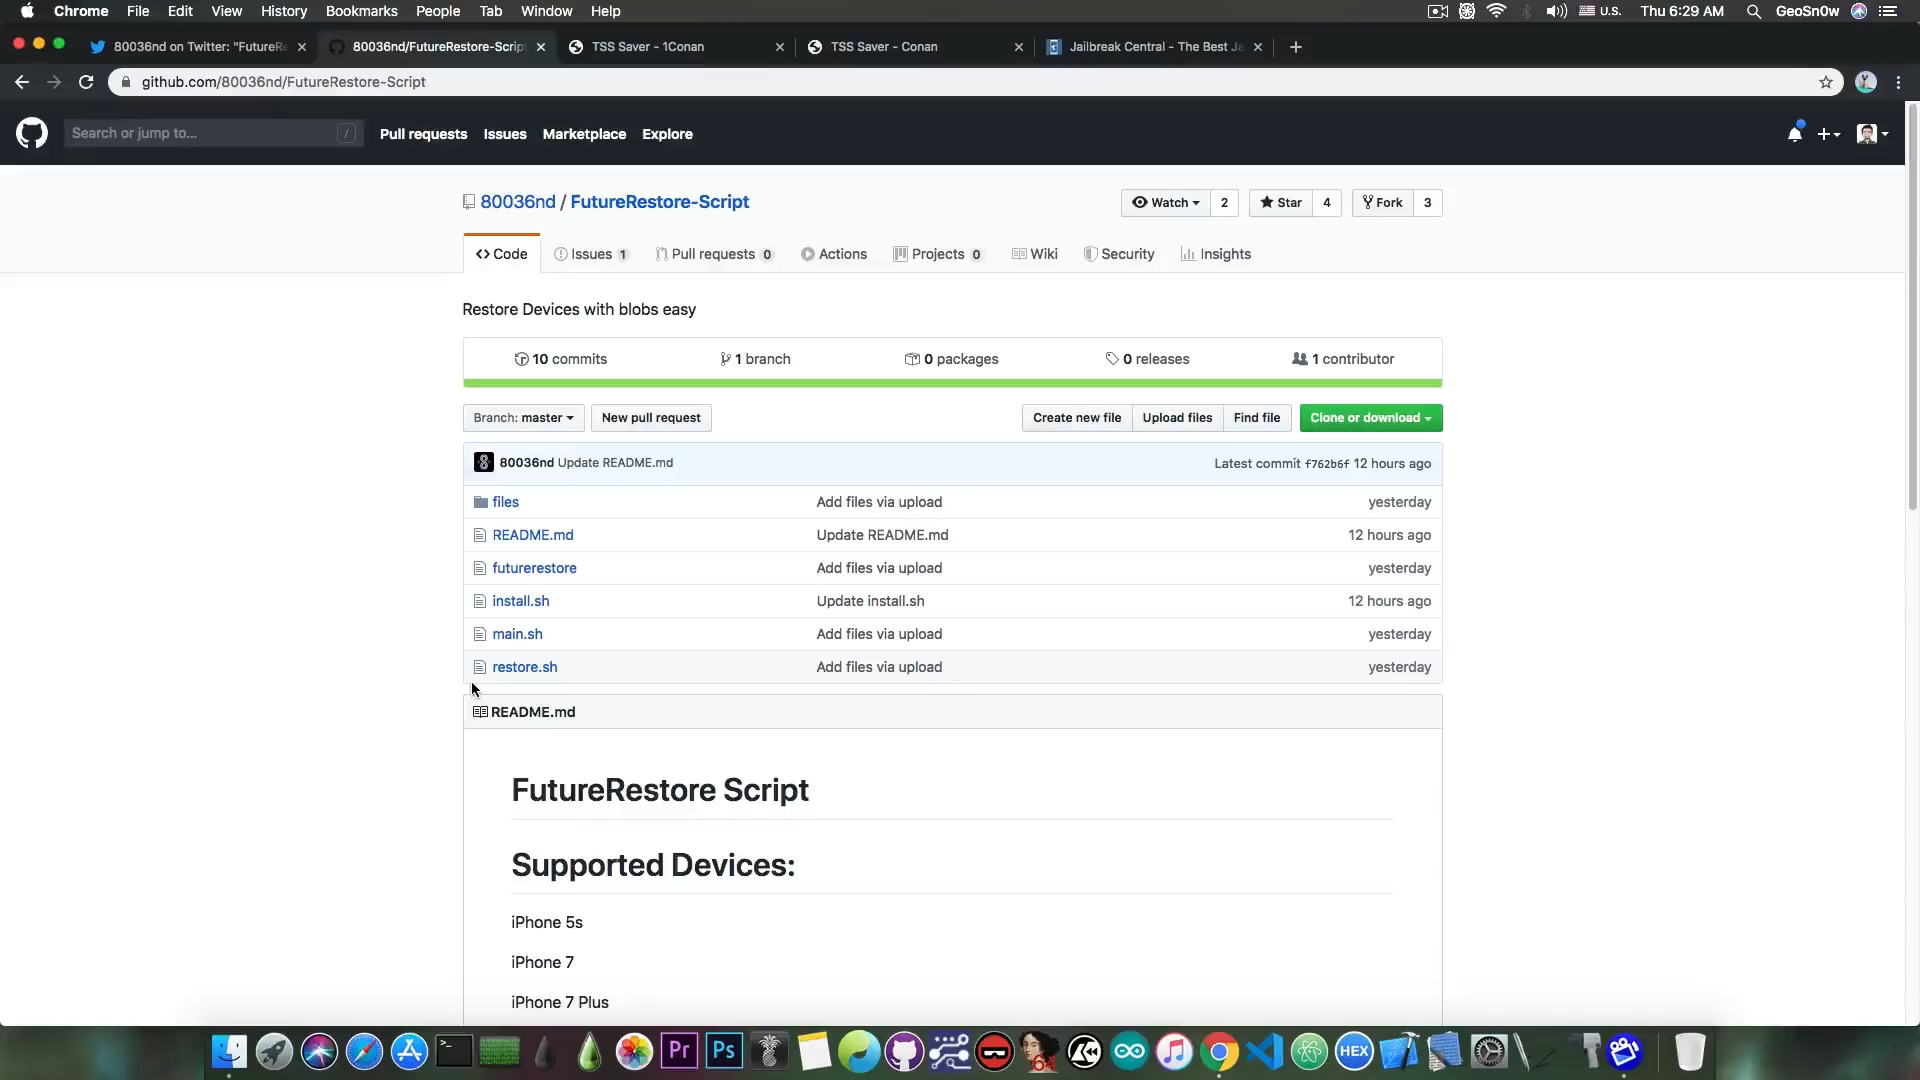 Chrome File Edit View History Bookmarks People Tab Window Help U.S. Thu 6:29 AM GeoSn0w
80036nd on Twitter: "FutureRe
80036nd/FutureRestore-Scrip
TSS Saver - 1Conan
TSS Saver - Conan
Jailbreak Central - The Best Ja
github.com/80036nd/FutureRestore-Script
Search or jump to... / Pull requests Issues Marketplace Explore
80036nd / FutureRestore-Script
Watch 2 Star 4 Fork 3
Code Issues 1 Pull requests 0 Actions Projects 0 Wiki Security Insights
Restore Devices with blobs easy
10 commits 1 branch 0 packages 0 releases 1 contributor
Branch: master New pull request Create new file Upload files Find file Clone or download
80036nd Update README.md Latest commit f762b6f 12 hours ago
files Add files via upload yesterday
README.md Update README.md 12 hours ago
futurerestore Add files via upload yesterday
install.sh Update install.sh 12 hours ago
main.sh Add files via upload yesterday
restore.sh Add files via upload yesterday
README.md
FutureRestore Script
Supported Devices:
iPhone 5s
iPhone 7
iPhone 7 Plus
Pr Ps 64 HEX